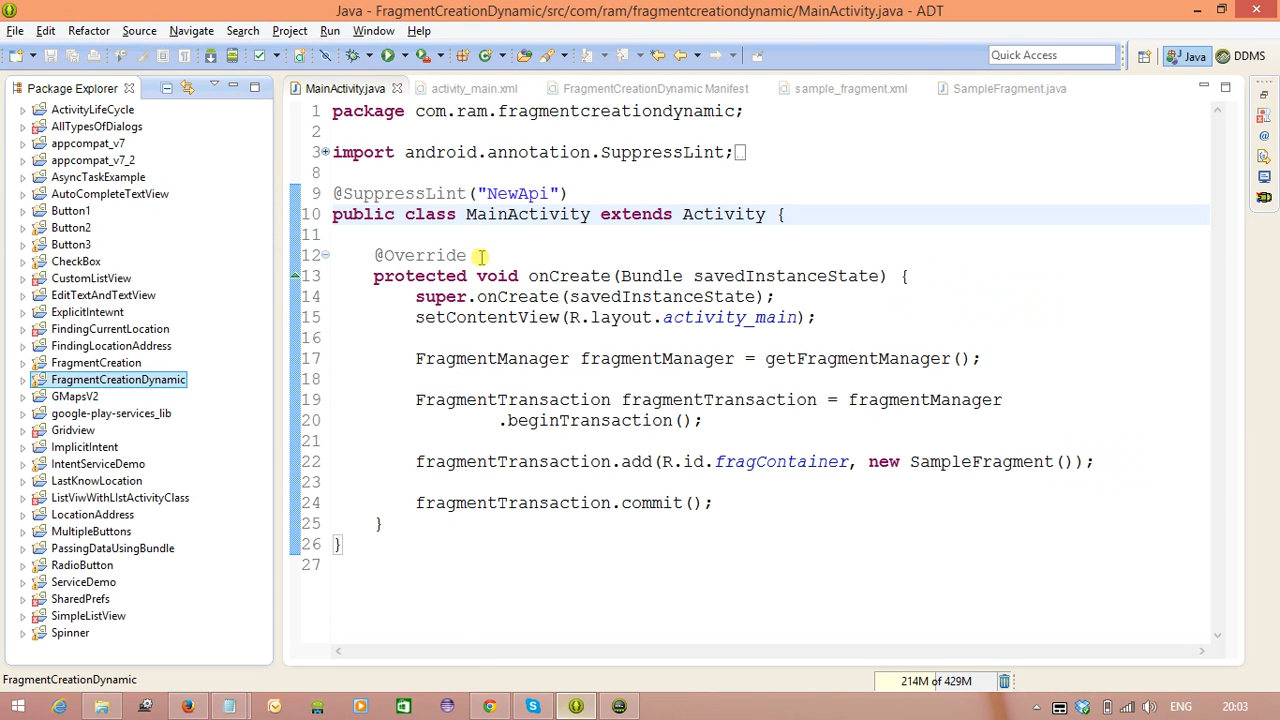 Java - FragmentCreationDynamic/src/com/ram/fragmentcreationdynamic/MainActivity.java - ADT
File Edit Refactor Source Navigate Search Project Run Window Help
Quick Access
Java
DDMS
Package Explorer
ActivityLifeCycle
AllTypesOfDialogs
appcompat_v7
appcompat_v7_2
AsyncTaskExample
AutoCompleteTextView
Button1
Button2
Button3
CheckBox
CustomListView
EditTextAndTextView
ExplicitIntewnt
FindingCurrentLocation
FindingLocationAddress
FragmentCreation
FragmentCreationDynamic
GMapsV2
google-play-services_lib
Gridview
ImplicitIntent
IntentServiceDemo
LastKnowLocation
ListViwWithLIstActivityClass
LocationAddress
MultipleButtons
PassingDataUsingBundle
RadioButton
ServiceDemo
SharedPrefs
SimpleListView
Spinner
MainActivity.java
activity_main.xml
FragmentCreationDynamic Manifest
sample_fragment.xml
SampleFragment.java
1 package com.ram.fragmentcreationdynamic;
2
3 import android.annotation.SuppressLint;
8
9 @SuppressLint("NewApi")
10 public class MainActivity extends Activity {
11
12 @Override
13 protected void onCreate(Bundle savedInstanceState) {
14 super.onCreate(savedInstanceState);
15 setContentView(R.layout.activity_main);
16
17 FragmentManager fragmentManager = getFragmentManager();
18
19 FragmentTransaction fragmentTransaction = fragmentManager
20 .beginTransaction();
21
22 fragmentTransaction.add(R.id.fragContainer, new SampleFragment());
23
24 fragmentTransaction.commit();
25 }
26 }
27
FragmentCreationDynamic
214M of 429M
ENG
20:03